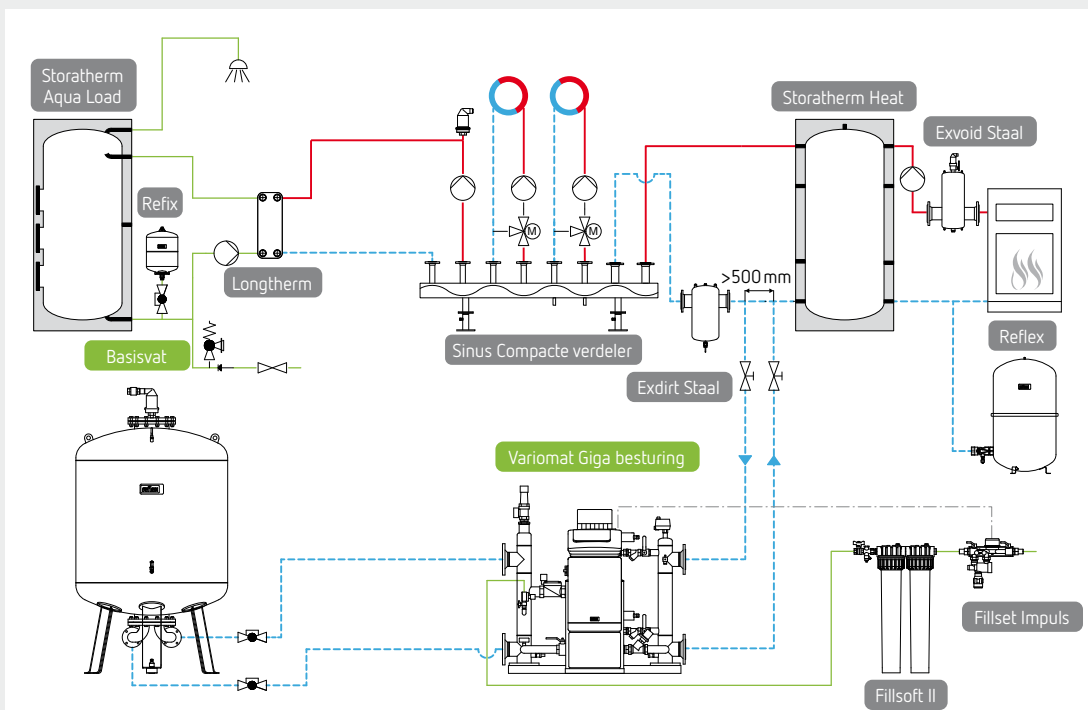 Storatherm
Aqua Load
Refix
Longtherm
Basisvat
M
M
Sinus Compacte verdeler
>500 mm
Exdirt Staal
Storatherm Heat
Exvoid Staal
Reflex
Variomat Giga besturing
Fillset Impuls
Fillsoft II